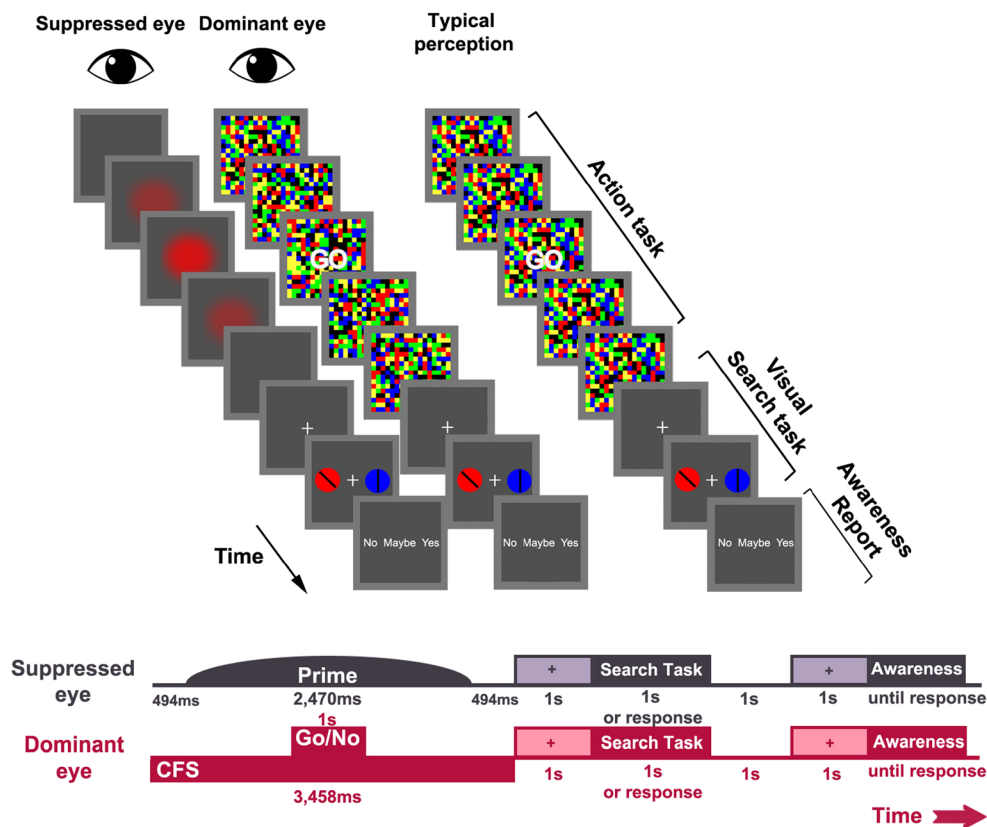 Suppressed eye
Dominant eye
Typical
perception
Action task
GO
GO
Visual
Search task
+
+
+
+
+
+
Awareness
Report
No Maybe Yes
No Maybe Yes
No Maybe Yes
Time
Suppressed
eye
Prime
+
Search Task
+
Awareness
494ms
2,470ms
494ms
1s
1s
or response
1s
1s
until response
1s
Dominant
eye
Go/No
+
Search Task
+
Awareness
CFS
1s
1s
or response
1s
1s
until response
3,458ms
Time